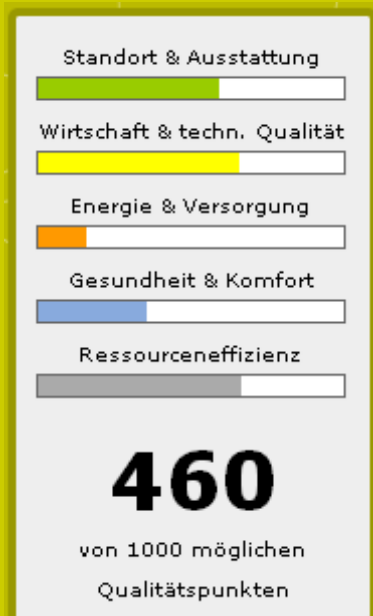 Standort & Ausstattung
Wirtschaft & techn. Qualität
Energie & Versorgung
Gesundheit & Komfort
Ressourceneffizienz
460
von 1000 möglichen
Qualitätspunkten